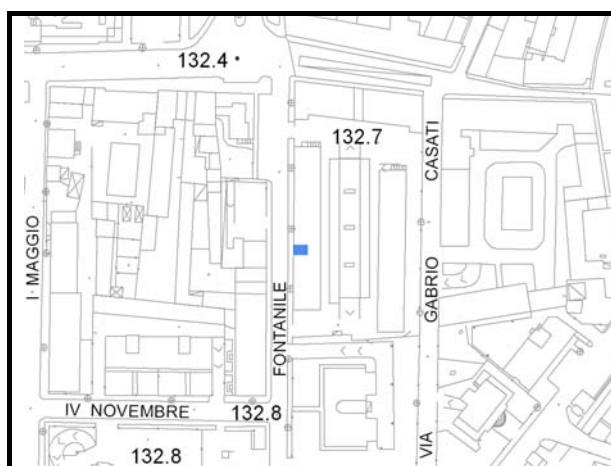 132.4
132.7
I MAGGIO
FONTANILE
VIA GABRIO CASATI
IV NOVEMBRE
132.8
132.8